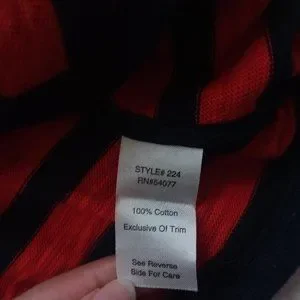 STYLE# 224
RN#54077
100% Cotton
Exclusive Of Trim
See Reverse
Side For Care